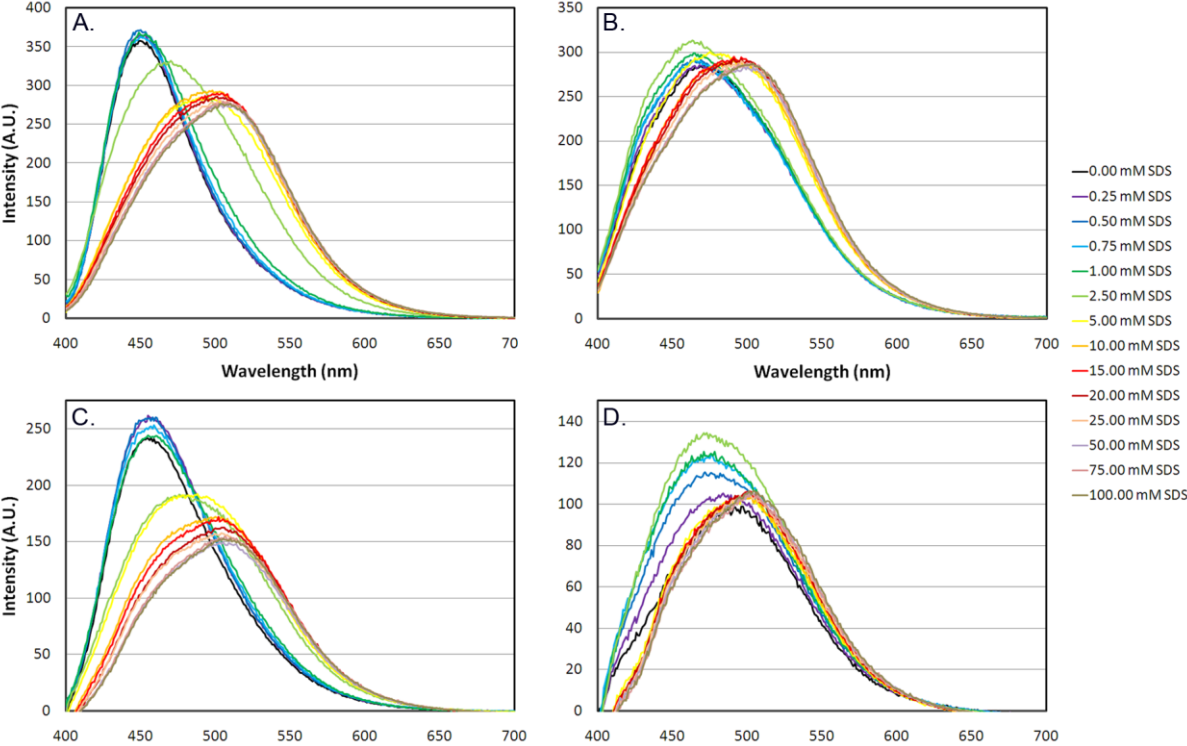 A.
400
350
300
250
200
150
100
50
0
400 450 500 550 600 650 70
Intensity (A.U.)
Wavelength (nm)
B.
350
300
250
200
150
100
50
0
400 450 500 550 600 650 700
Wavelength (nm)
C.
250
200
150
100
50
0
400 450 500 550 600 650 700
Intensity (A.U.)
D.
140
120
100
80
60
40
20
0
400 450 500 550 600 650 700
0.00 mM SDS
0.25 mM SDS
0.50 mM SDS
0.75 mM SDS
1.00 mM SDS
2.50 mM SDS
5.00 mM SDS
10.00 mM SDS
15.00 mM SDS
20.00 mM SDS
25.00 mM SDS
50.00 mM SDS
75.00 mM SDS
100.00 mM SDS